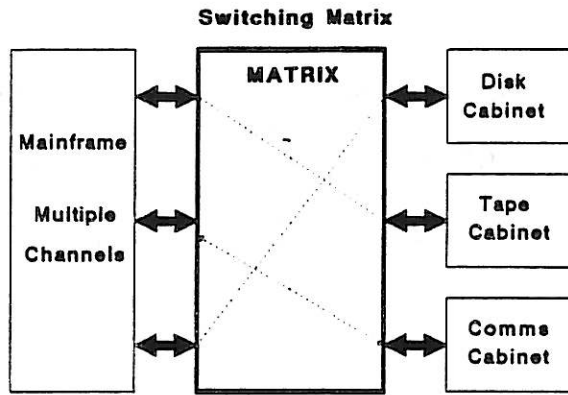 Switching Matrix
MATRIX
Mainframe
Multiple
Channels
Disk
Cabinet
Tape
Cabinet
Comms
Cabinet